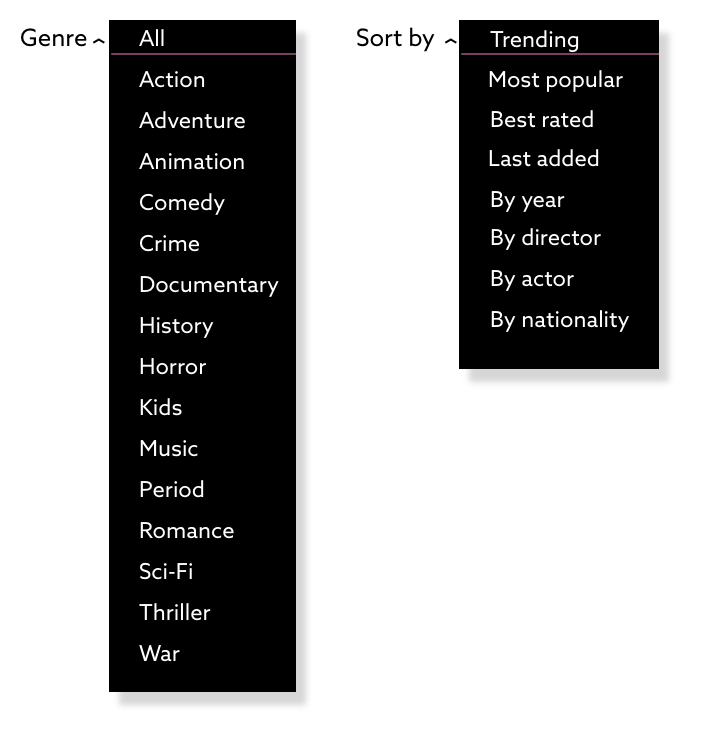 Genre
All
Action
Adventure
Animation
Comedy
Crime
Documentary
History
Horror
Kids
Music
Period
Romance
Sci-Fi
Thriller
War
Sort by
Trending
Most popular
Best rated
Last added
By year
By director
By actor
By nationality